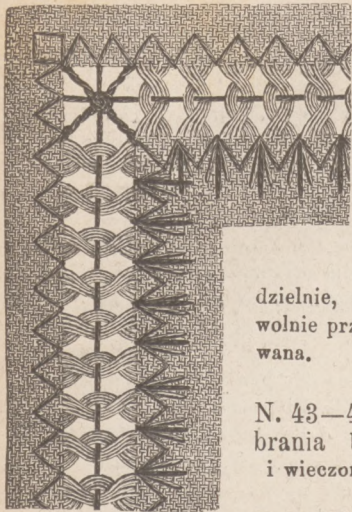 dzielnie,
wolnie prz
wana.
N. 43—4
brania
i wieczor